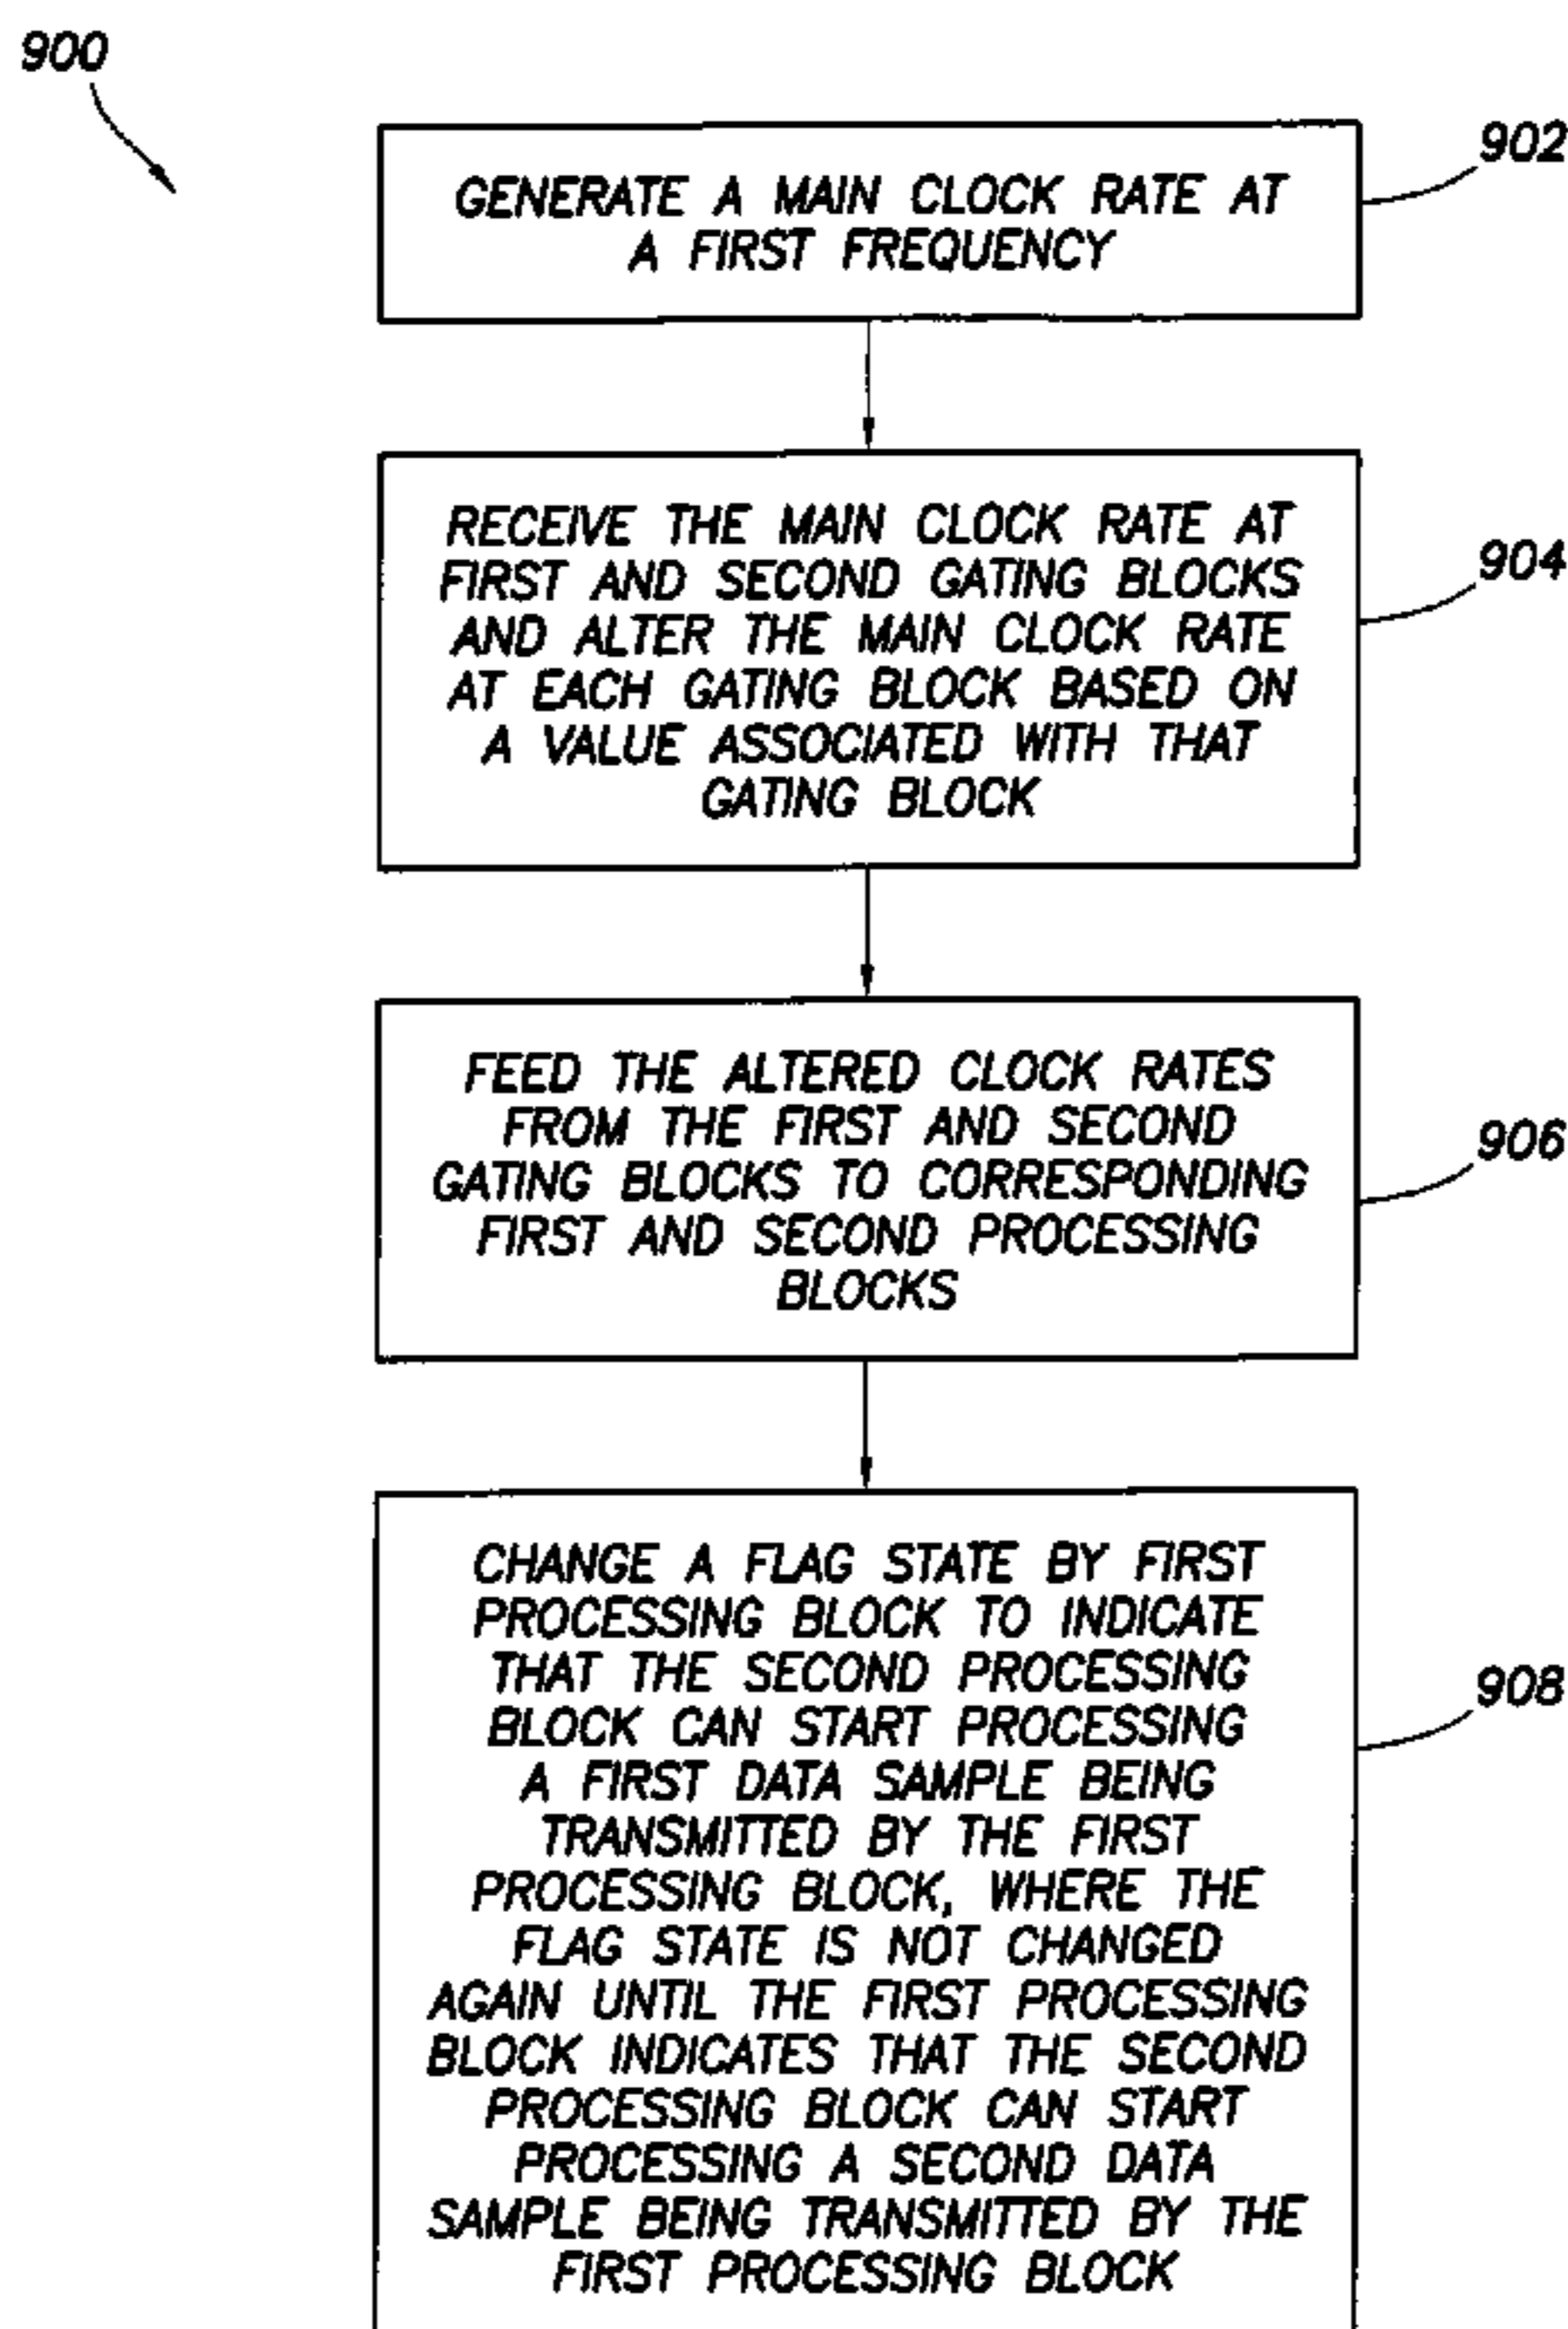 900
902
GENERATE A MAIN CLOCK RATE AT
A FIRST FREQUENCY
904
RECEIVE THE MAIN CLOCK RATE AT
FIRST AND SECOND GATING BLOCKS
AND ALTER THE MAIN CLOCK RATE
AT EACH GATING BLOCK BASED ON
A VALUE ASSOCIATED WITH THAT
GATING BLOCK
906
FEED THE ALTERED CLOCK RATES
FROM THE FIRST AND SECOND
GATING BLOCKS TO CORRESPONDING
FIRST AND SECOND PROCESSING
BLOCKS
908
CHANGE A FLAG STATE BY FIRST
PROCESSING BLOCK TO INDICATE
THAT THE SECOND PROCESSING
BLOCK CAN START PROCESSING
A FIRST DATA SAMPLE BEING
TRANSMITTED BY THE FIRST
PROCESSING BLOCK, WHERE THE
FLAG STATE IS NOT CHANGED
AGAIN UNTIL THE FIRST PROCESSING
BLOCK INDICATES THAT THE SECOND
PROCESSING BLOCK CAN START
PROCESSING A SECOND DATA
SAMPLE BEING TRANSMITTED BY THE
FIRST PROCESSING BLOCK